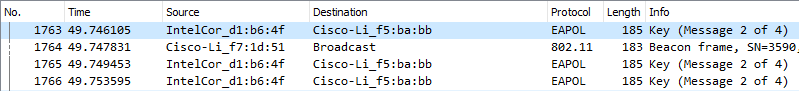 No. Time Source Destination Protocol Length Info
1763 49.746105 IntelCor_d1:b6:4f Cisco-Li_f5:ba:bb EAPOL 185 Key (Message 2 of 4)
1764 49.747831 Cisco-Li_f7:1d:51 Broadcast 802.11 183 Beacon frame, SN=3590,
1765 49.749453 IntelCor_d1:b6:4f Cisco-Li_f5:ba:bb EAPOL 185 Key (Message 2 of 4)
1766 49.753595 IntelCor_d1:b6:4f Cisco-Li_f5:ba:bb EAPOL 185 Key (Message 2 of 4)